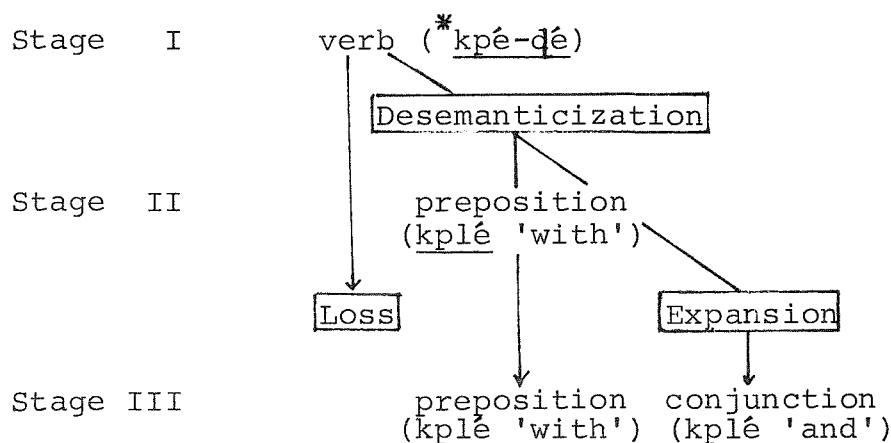 Stage I verb (*kpé-ɖé)
Desemanticization
Stage II preposition
(kplé 'with')
Loss Expansion
Stage III preposition conjunction
(kplé 'with') (kplé 'and')